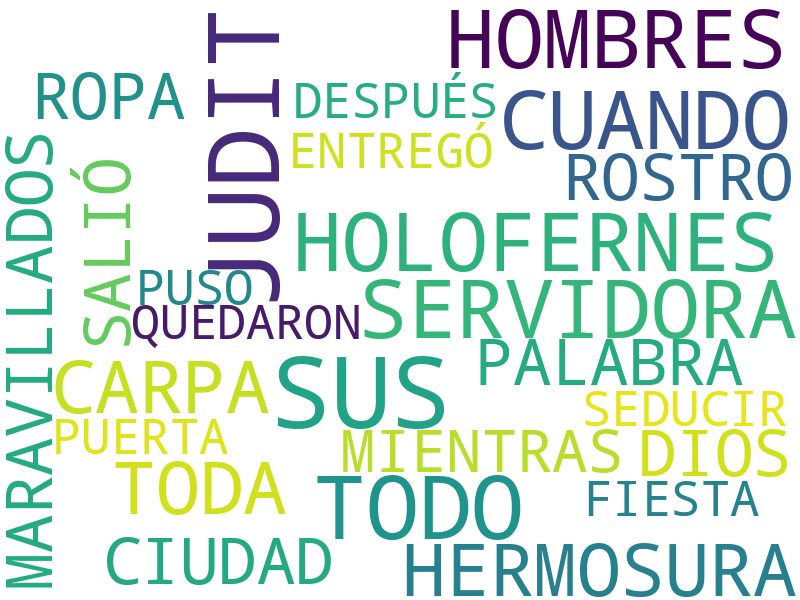 HOMBRES
JUDIT
ROPA
DESPUÉS
CUANDO
ENTREGÓ
ROSTRO
MARAVILLADOS
SALIÓ
HOLOFERNES
PUSO
SERVIDORA
QUEDARON
PALABRA
SUS
CARPA
SEDUCIR
PUERTA
MIENTRAS
DIOS
TODA
TODO
FIESTA
CIUDAD
HERMOSURA